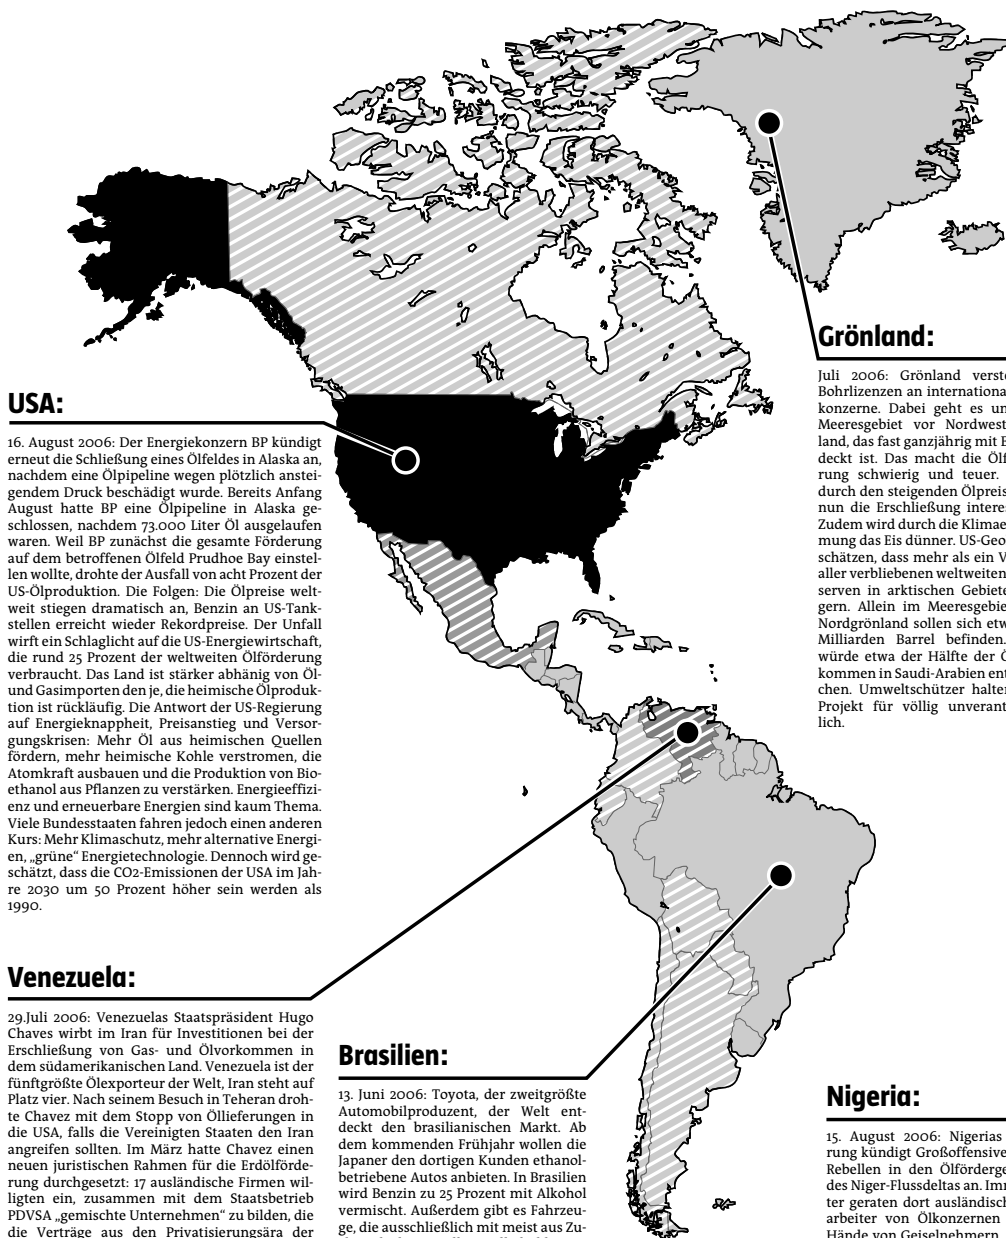 USA:
16. August 2006: Der Energiekonzern BP kündigt
erneut die Schließung eines Ölfeldes in Alaska an,
nachdem eine Ölpipeline wegen plötzlich anstei-
gendem Druck beschädigt wurde. Bereits Anfang
August hatte BP eine Ölpipeline in Alaska ge-
schlossen, nachdem 73.000 Liter Öl ausgelaufen
waren. Weil BP zunächst die gesamte Förderung
auf dem betroffenen Ölfeld Prudhoe Bay einstel-
len wollte, drohte der Ausfall von acht Prozent der
US-Ölproduktion. Die Folgen: Die Ölpreise welt-
weit stiegen dramatisch an, Benzin an US-Tank-
stellen erreicht wieder Rekordpreise. Der Unfall
wirft ein Schlaglicht auf die US-Energiewirtschaft,
die rund 25 Prozent der weltweiten Ölförderung
verbraucht. Das Land ist stärker abhänig von Öl-
und Gasimporten den je, die heimische Ölproduk-
tion ist rückläufig. Die Antwort der US-Regierung
auf Energieknappheit, Preisanstieg und Versor-
gungskrisen: Mehr Öl aus heimischen Quellen
fördern, mehr heimische Kohle verstromen, die
Atomkraft ausbauen und die Produktion von Bio-
ethanol aus Pflanzen zu verstärken. Energieeffizi-
enz und erneuerbare Energien sind kaum Thema.
Viele Bundesstaaten fahren jedoch einen anderen
Kurs: Mehr Klimaschutz, mehr alternative Energi-
en, „grüne“ Energietechnologie. Dennoch wird ge-
schätzt, dass die CO2-Emissionen der USA im Jah-
re 2030 um 50 Prozent höher sein werden als
1990.
Venezuela:
29.Juli 2006: Venezuelas Staatspräsident Hugo
Chaves wirbt im Iran für Investitionen bei der
Erschließung von Gas- und Ölvorkommen in
dem südamerikanischen Land. Venezuela ist der
fünftgrößte Ölexporteur der Welt, Iran steht auf
Platz vier. Nach seinem Besuch in Teheran droh-
te Chavez mit dem Stopp von Öllieferungen in
die USA, falls die Vereinigten Staaten den Iran
angreifen sollten. Im März hatte Chavez einen
neuen juristischen Rahmen für die Erdölförde-
rung durchgesetzt: 17 ausländische Firmen wil-
ligten ein, zusammen mit dem Staatsbetrieb
PDVSA „gemischte Unternehmen“ zu bilden, die
die Verträge aus den Privatisierungsära der
Brasilien:
13. Juni 2006: Toyota, der zweitgrößte
Automobilproduzent, der Welt ent-
deckt den brasilianischen Markt. Ab
dem kommenden Frühjahr wollen die
Japaner den dortigen Kunden ethanol-
betriebene Autos anbieten. In Brasilien
wird Benzin zu 25 Prozent mit Alkohol
vermischt. Außerdem gibt es Fahrzeu-
ge, die ausschließlich mit meist aus Zu-
Grönland:
Juli 2006: Grönland verste
Bohrlizenzen an internationa
konzerne. Dabei geht es un
Meeresgebiet vor Nordwest
land, das fast ganzjährig mit E
deckt ist. Das macht die Ölf
rung schwierig und teuer.
durch den steigenden Ölpreis
nun die Erschließung interes
Zudem wird durch die Klimae
mung das Eis dünner. US-Geo
schätzen, dass mehr als ein V
aller verbliebenen weltweiten
serven in arktischen Gebiete
gern. Allein im Meeresgebie
Nordgrönland sollen sich etw
Milliarden Barrel befinden.
würde etwa der Hälfte der Ö
kommen in Saudi-Arabien ent
chen. Umweltschützer halten
Projekt für völlig unverant
lich.
Nigeria:
15. August 2006: Nigerias
rung kündigt Großoffensive
Rebellen in den Ölförderge
des Niger-Flussdeltas an. Imr
ter geraten dort ausländisch
arbeiter von Ölkonzernen
Hände von Geiselnehmern.